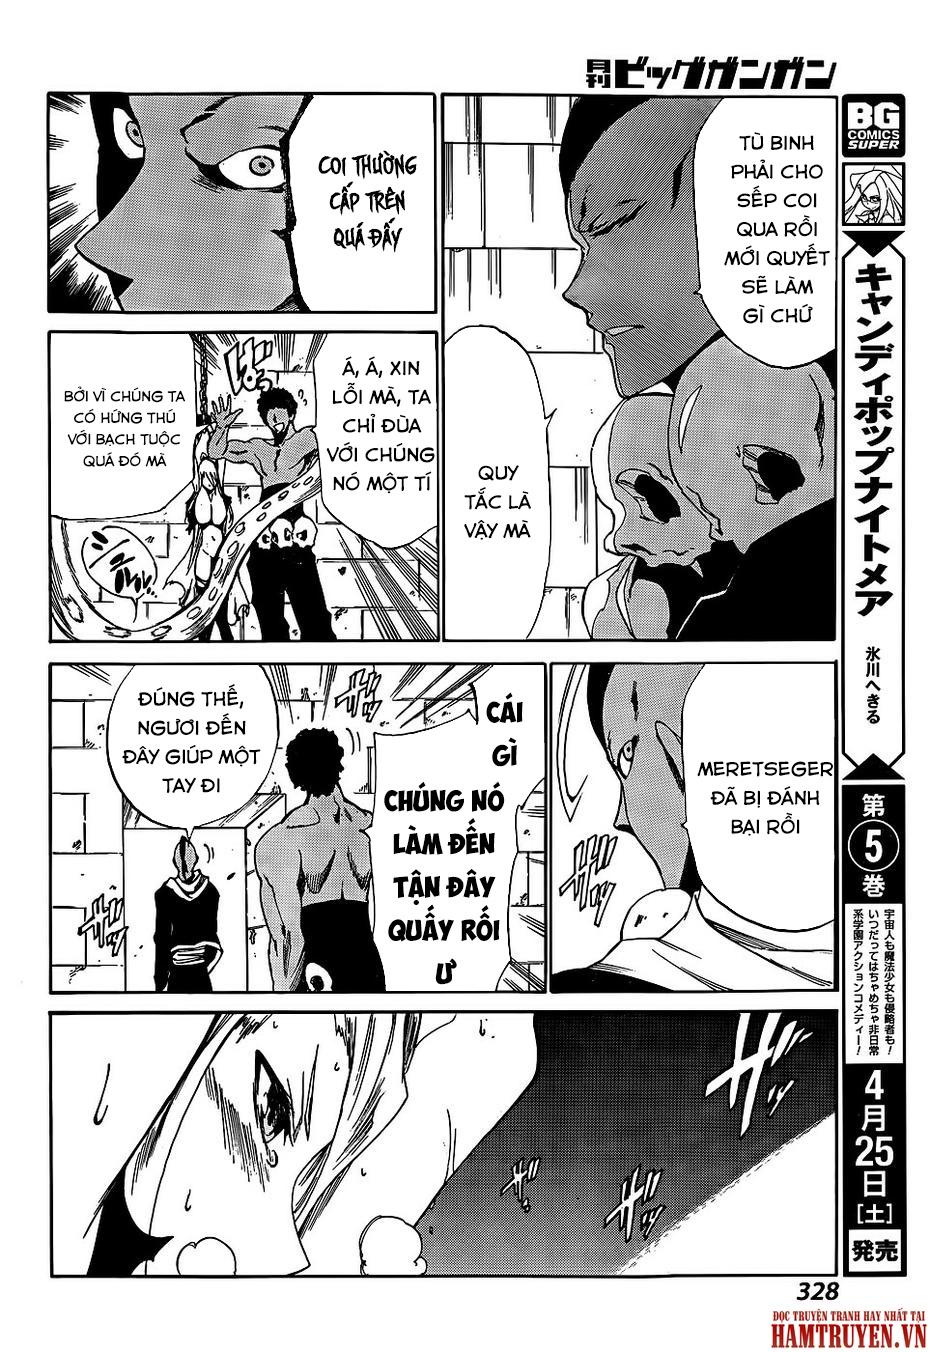 月刊ビッグガンガン
TÙ BINH
PHẢI CHO
SẾP COI
QUA RỒI
MỚI QUYẾT
SẼ LÀM
GÌ CHỨ
QUY
TẮC LÀ
VẬY MÀ
COI THƯỜNG
CẤP TRÊN
QUÁ ĐẤY
Á, Á, XIN
LỖI MÀ, TA
CHỈ ĐÙA
VỚI CHÚNG
NÓ MỘT TÍ
BỞI VÌ CHÚNG TA
CÓ HỨNG THÚ
VỚI BẠCH TUỘC
QUÁ ĐÓ MÀ
MERETSEGER
ĐÃ BỊ ĐÁNH
BẠI RỒI
CÁI
GÌ
CHÚNG NÓ
LÀM ĐẾN
TẬN ĐÂY
QUẤY RỐI
Ư
ĐÚNG THẾ,
NGƯƠI ĐẾN
ĐÂY GIÚP MỘT
TAY ĐI
BG
COMICS
SUPER
キャンディポップナイトメア
氷川へきる
第
5
巻
宇宙人も魔法少女も侵略者も！
いつだってはちゃめちゃ非日常
系学園アクションコメディー！
4
月
25
日
[土]
発売
328
ĐỌC TRUYỆN TRANH HAY NHẤT TẠI
HAMTRUYEN.VN